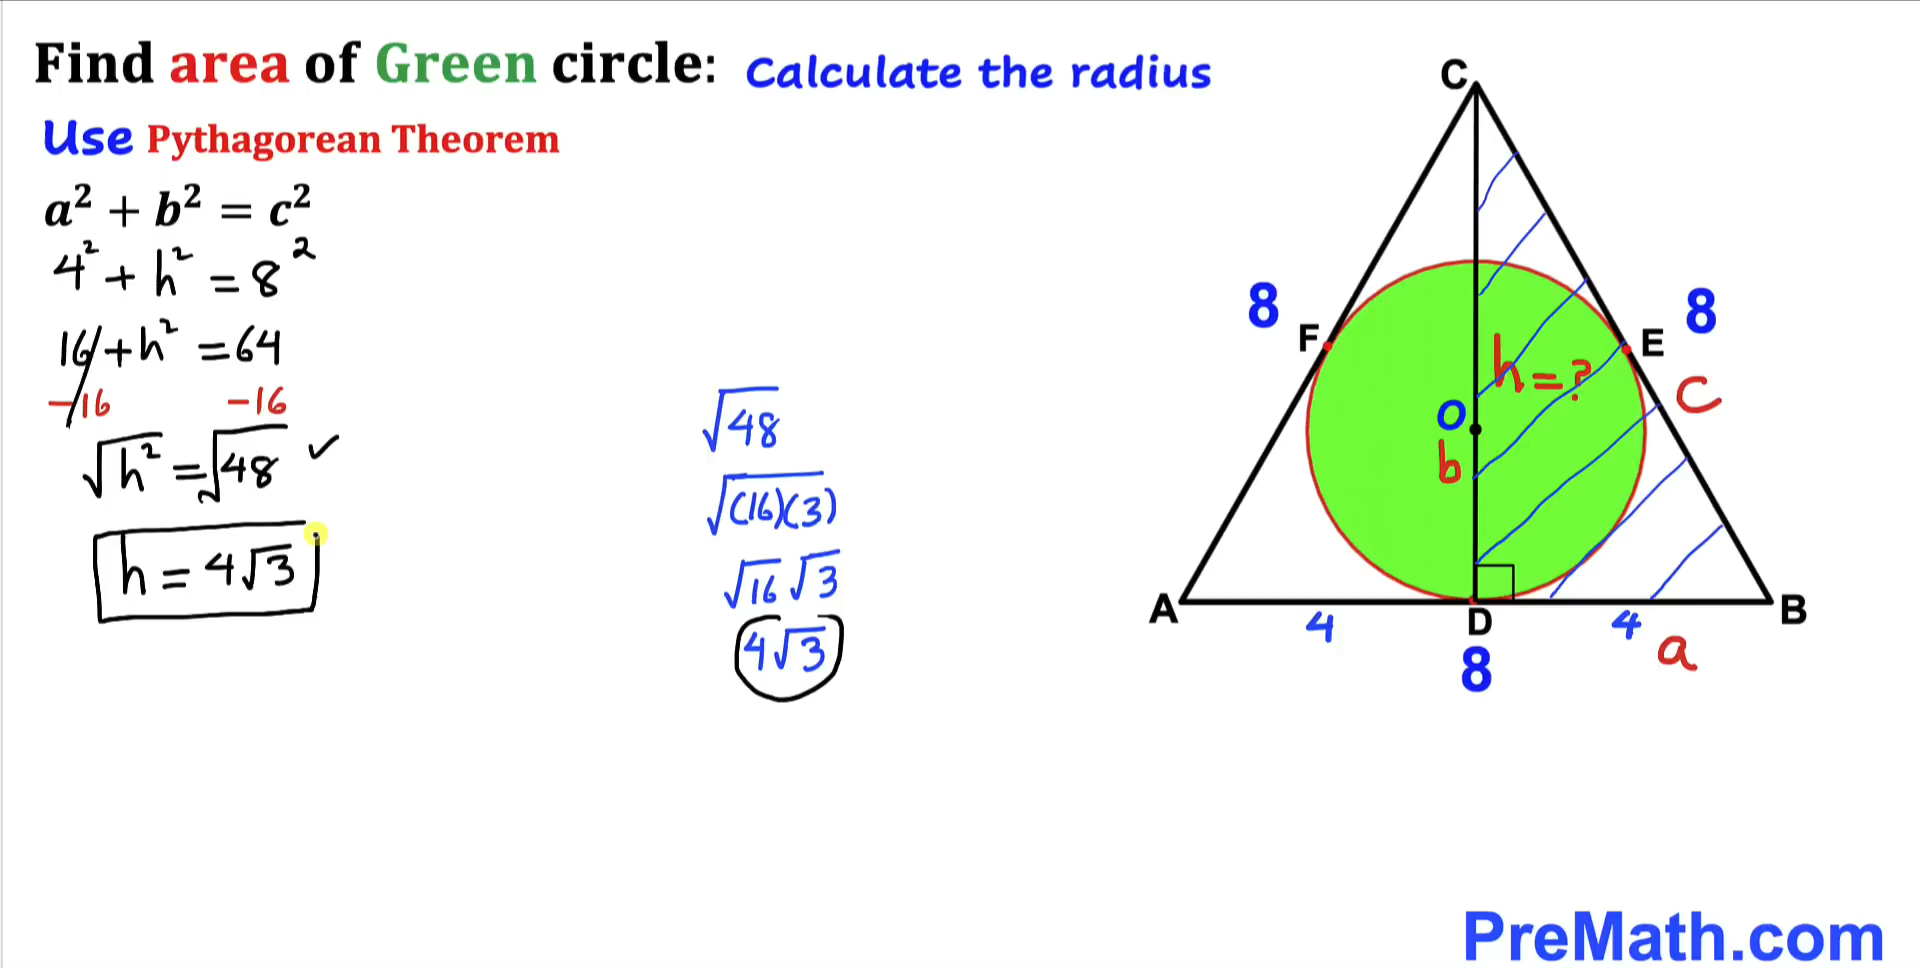 Find area of Green circle: Calculate the radius
Use Pythagorean Theorem
a² + b² = c²
4² + h² = 8²
16 + h² = 64
-16 -16
√h² = √48 ✓
h = 4√3
√48
√(16)(3)
√16 √3
4√3
C
8
F
E
8
h = ?
c
O
b
A
4
D
4
B
a
8
PreMath.com